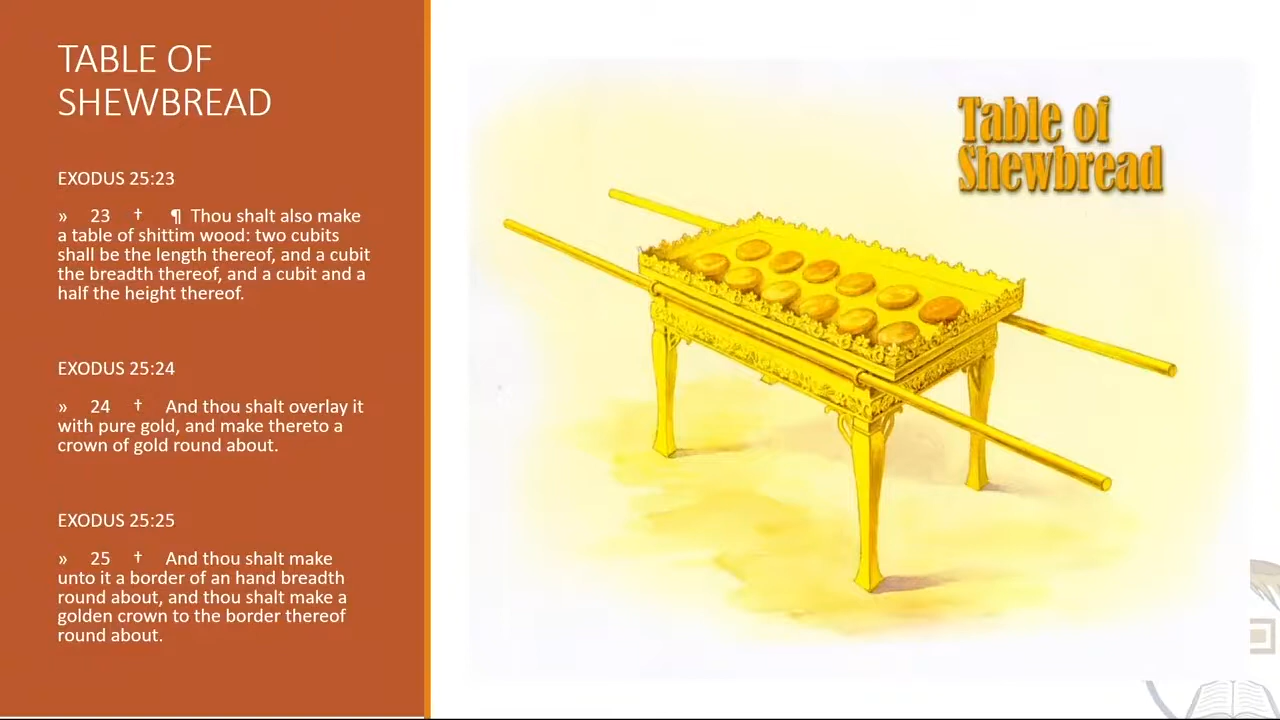 TABLE OF
SHEWBREAD
EXODUS 25:23
» 23 † ¶ Thou shalt also make
a table of shittim wood: two cubits
shall be the length thereof, and a cubit
the breadth thereof, and a cubit and a
half the height thereof.
EXODUS 25:24
» 24 † And thou shalt overlay it
with pure gold, and make thereto a
crown of gold round about.
EXODUS 25:25
» 25 † And thou shalt make
unto it a border of an hand breadth
round about, and thou shalt make a
golden crown to the border thereof
round about.
Table of
Shewbread